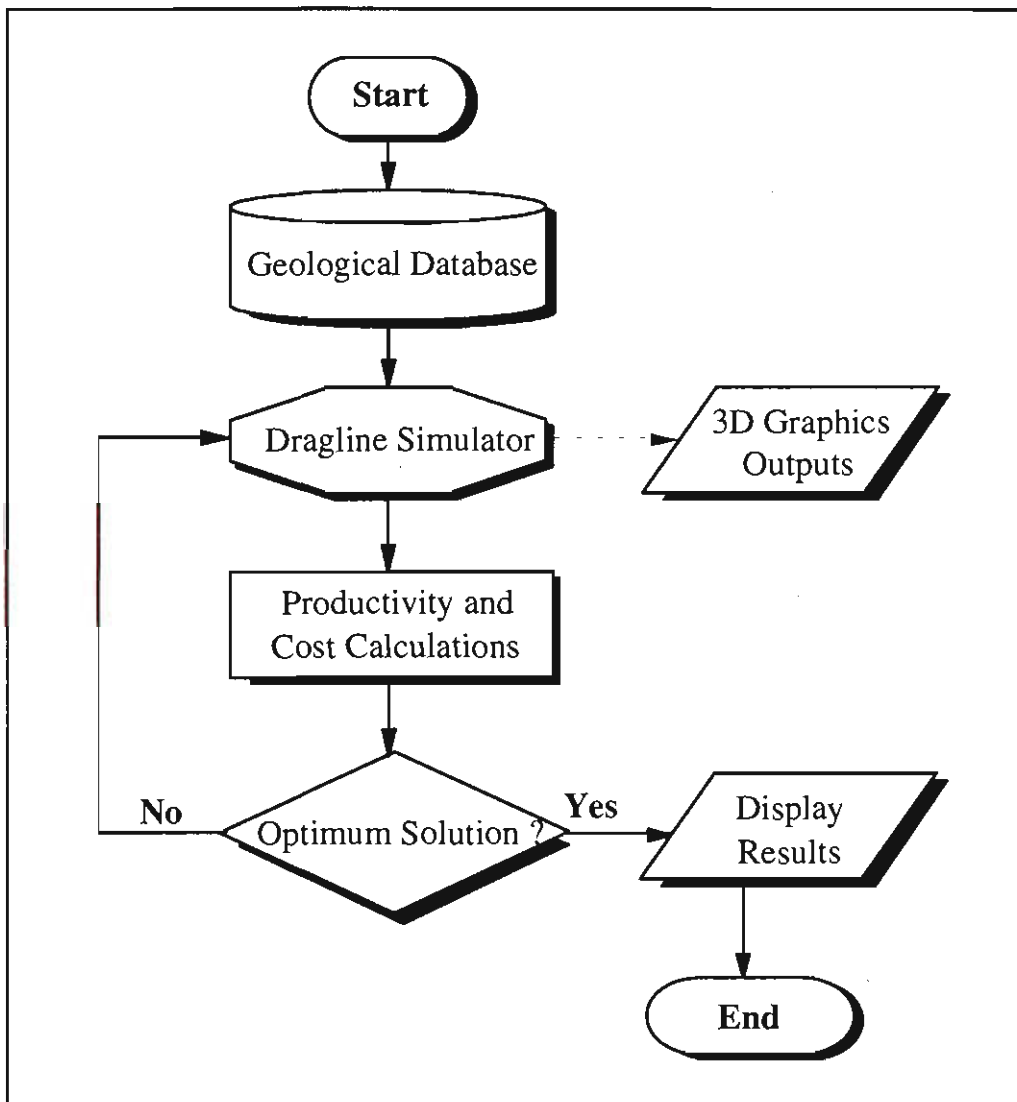 Start
Geological Database
Dragline Simulator
3D Graphics
Outputs
Productivity and
Cost Calculations
No
Optimum Solution ?
Yes
Display
Results
End